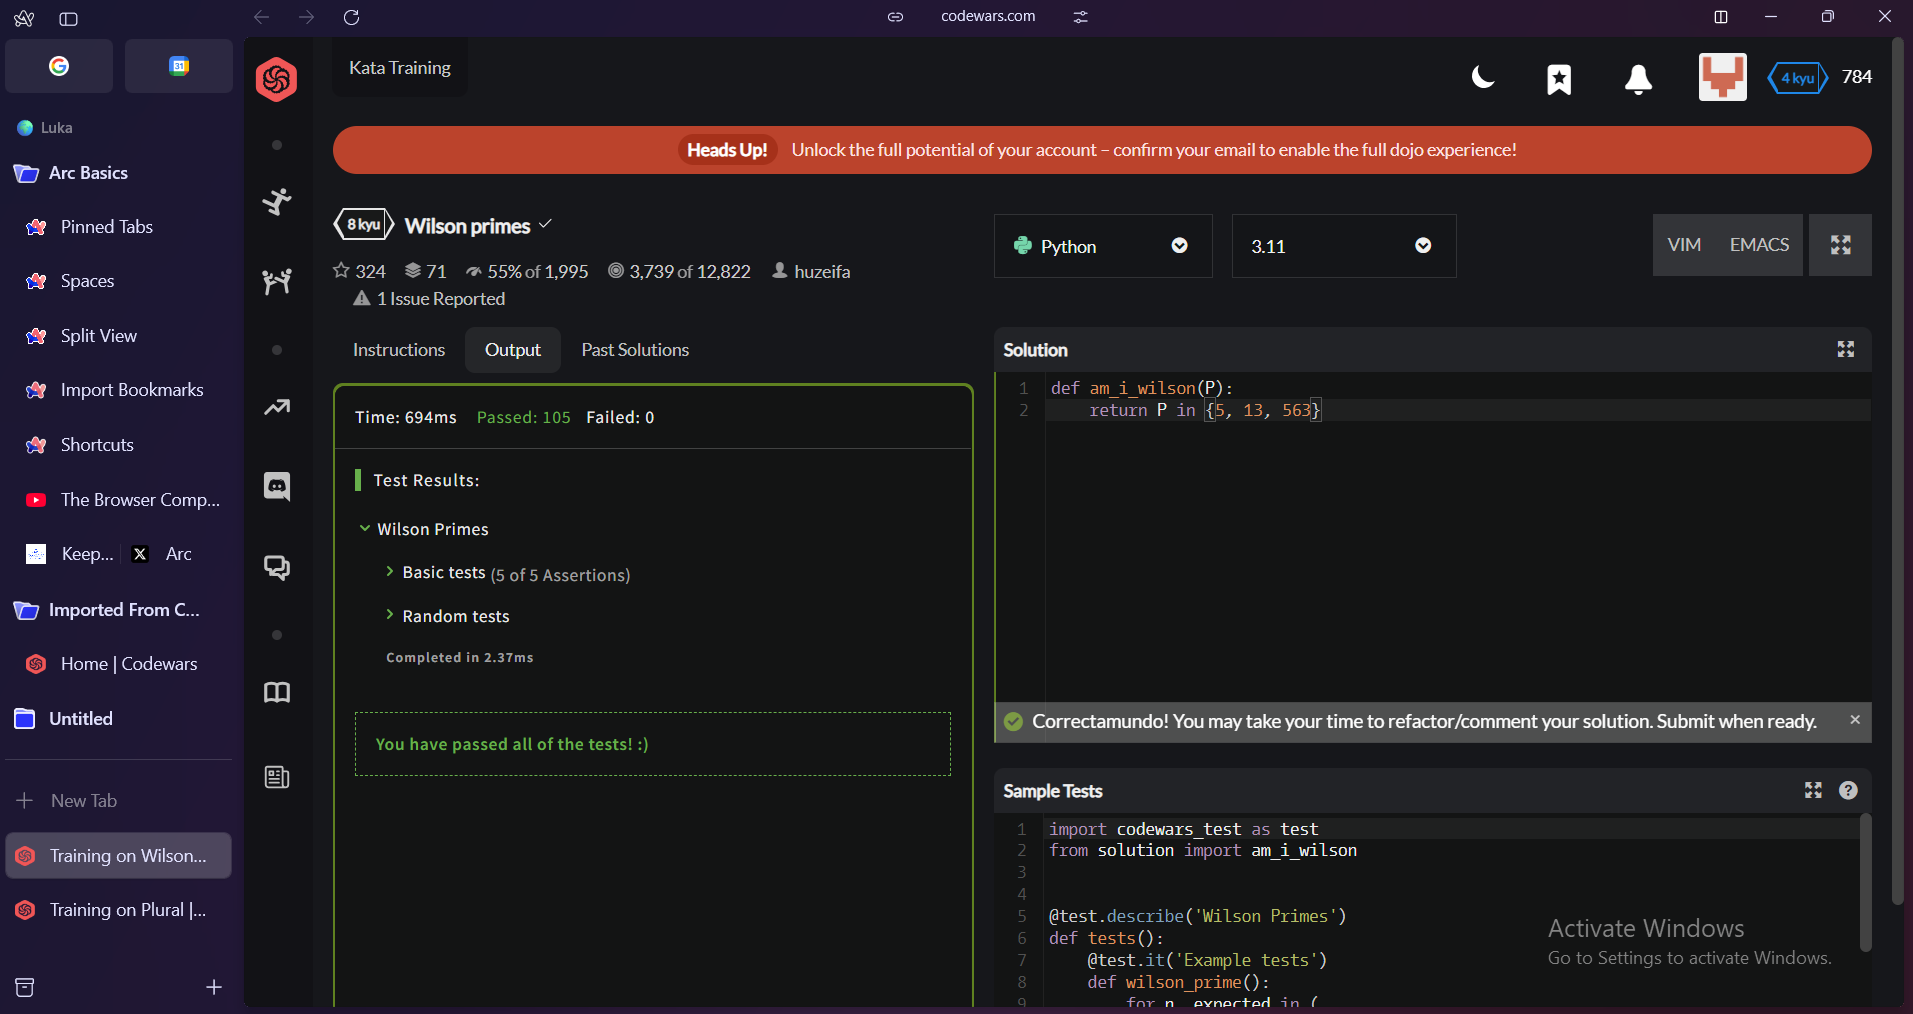 codewars.com
31
Luka
Arc Basics
Pinned Tabs
Spaces
Split View
Import Bookmarks
Shortcuts
The Browser Comp...
Keep... Arc
Imported From C...
Home | Codewars
Untitled
New Tab
Training on Wilson...
Training on Plural |...
Kata Training
4 kyu 784
Heads Up! Unlock the full potential of your account – confirm your email to enable the full dojo experience!
8 kyu Wilson primes
324 71 55% of 1,995 3,739 of 12,822 huzeifa
1 Issue Reported
Instructions Output Past Solutions
Time: 694ms Passed: 105 Failed: 0
Test Results:
Wilson Primes
Basic tests (5 of 5 Assertions)
Random tests
Completed in 2.37ms
You have passed all of the tests! :)
Python 3.11 VIM EMACS
Solution
1 def am_i_wilson(P):
2 return P in {5, 13, 563}
Correctamundo! You may take your time to refactor/comment your solution. Submit when ready.
Sample Tests
1 import codewars_test as test
2 from solution import am_i_wilson
3
4
5 @test.describe('Wilson Primes')
6 def tests():
7 @test.it('Example tests')
8 def wilson_prime():
9 for n, expected in (
Activate Windows
Go to Settings to activate Windows.